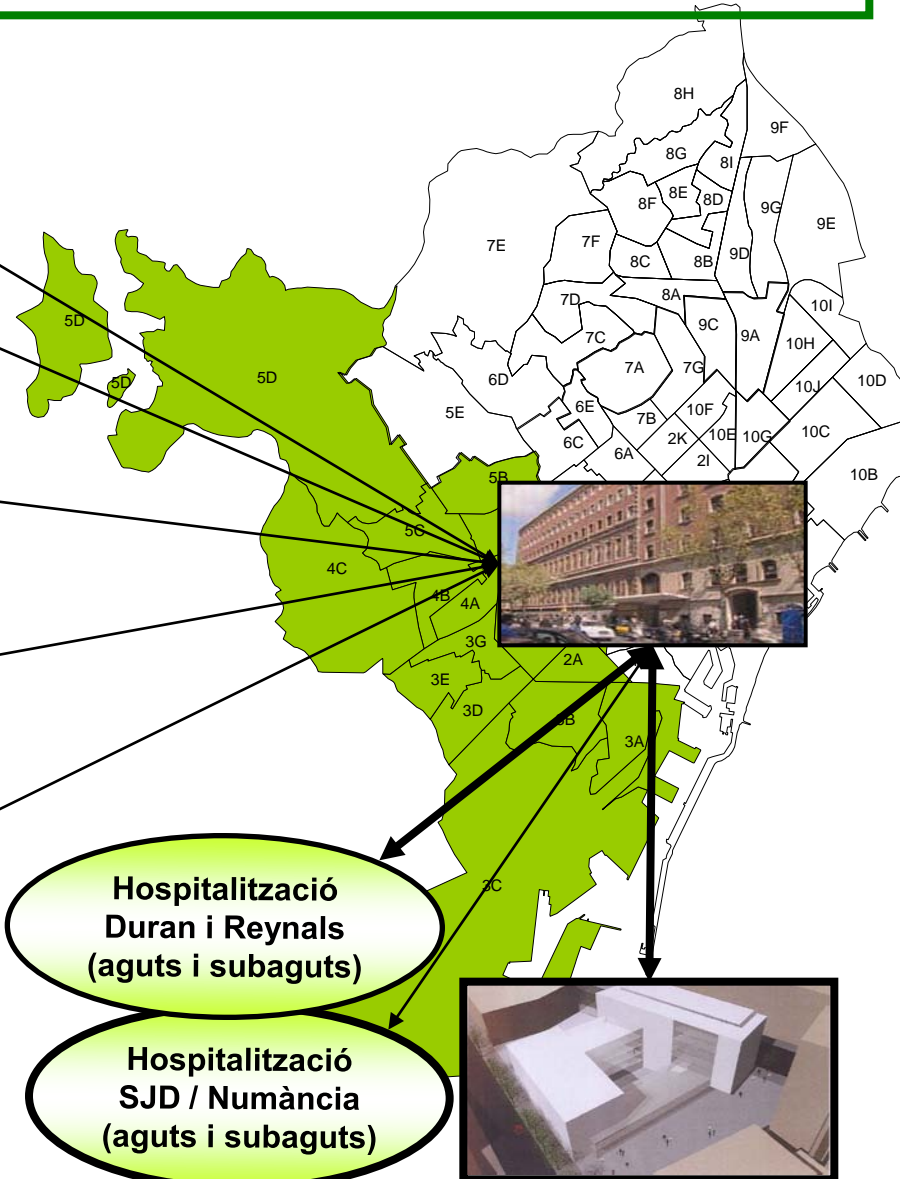 8H
9F
8G
8I
8E
8D
8F
9G
9E
7E
7F
9D
8C
8B
8A
7D
10I
5D
9C
9A
7C
10H
7A
7G
5D
5D
6D
10J
10D
5E
6E
7B
10F
10E
10G
10C
6C
2K
6A
2I
10B
5B
5C
4C
4B
4A
3G
2A
3E
3D
3B
3A
3C
Hospitalització
Duran i Reynals
(aguts i subaguts)
Hospitalització
SJD / Numància
(aguts i subaguts)